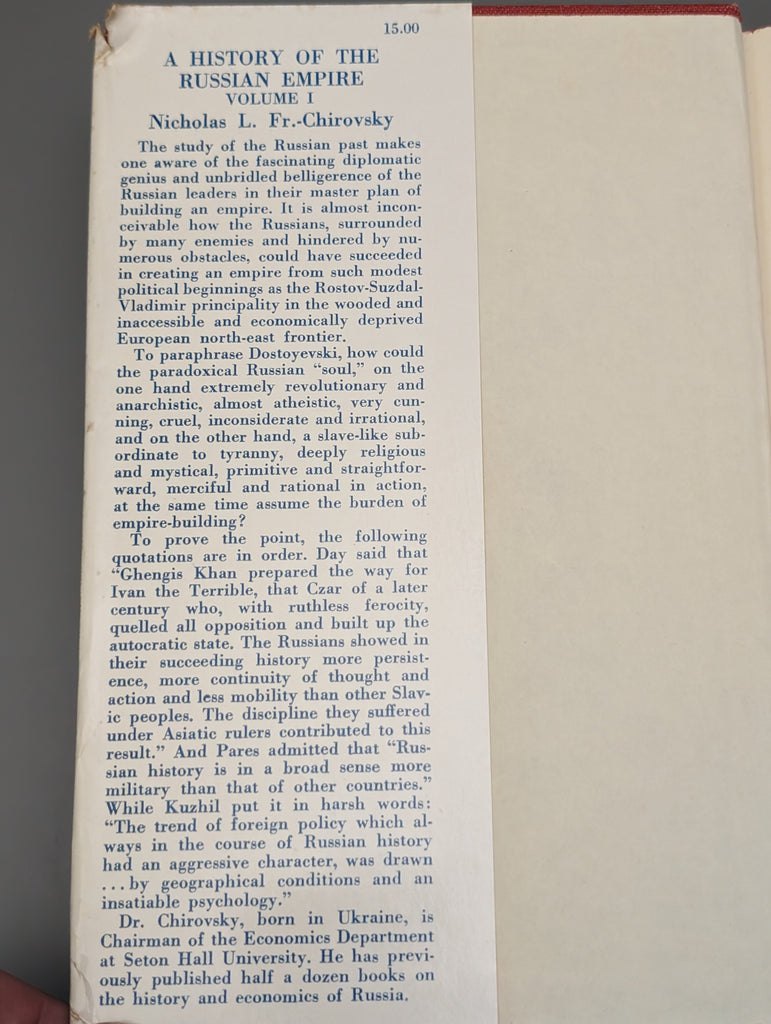 15.00
A HISTORY OF THE
RUSSIAN EMPIRE
VOLUME I
Nicholas L. Fr.-Chirovsky
The study of the Russian past makes
one aware of the fascinating diplomatic
genius and unbridled belligerence of the
Russian leaders in their master plan of
building an empire. It is almost incon-
ceivable how the Russians, surrounded
by many enemies and hindered by nu-
merous obstacles, could have succeeded
in creating an empire from such modest
political beginnings as the Rostov-Suzdal-
Vladimir principality in the wooded and
inaccessible and economically deprived
European north-east frontier.
To paraphrase Dostoyevski, how could
the paradoxical Russian “soul,” on the
one hand extremely revolutionary and
anarchistic, almost atheistic, very cun-
ning, cruel, inconsiderate and irrational,
and on the other hand, a slave-like sub-
ordinate to tyranny, deeply religious
and mystical, primitive and straightfor-
ward, merciful and rational in action,
at the same time assume the burden of
empire-building?
To prove the point, the following
quotations are in order. Day said that
“Ghengis Khan prepared the way for
Ivan the Terrible, that Czar of a later
century who, with ruthless ferocity,
quelled all opposition and built up the
autocratic state. The Russians showed in
their succeeding history more persist-
ence, more continuity of thought and
action and less mobility than other Slav-
ic peoples. The discipline they suffered
under Asiatic rulers contributed to this
result.” And Pares admitted that “Rus-
sian history is in a broad sense more
military than that of other countries.”
While Kuzhil put it in harsh words:
“The trend of foreign policy which al-
ways in the course of Russian history
had an aggressive character, was drawn
...by geographical conditions and an
insatiable psychology.”
Dr. Chirovsky, born in Ukraine, is
Chairman of the Economics Department
at Seton Hall University. He has previ-
ously published half a dozen books on
the history and economics of Russia.